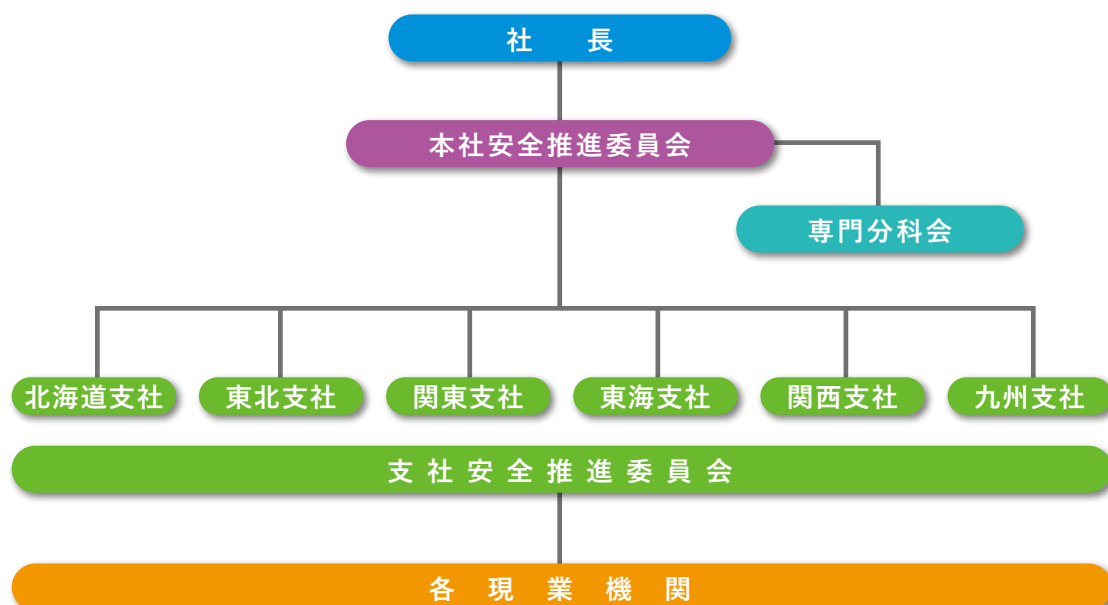 社長
本社安全推進委員会
専門分科会
北海道支社
東北支社
関東支社
東海支社
関西支社
九州支社
支社安全推進委員会
各現業機関